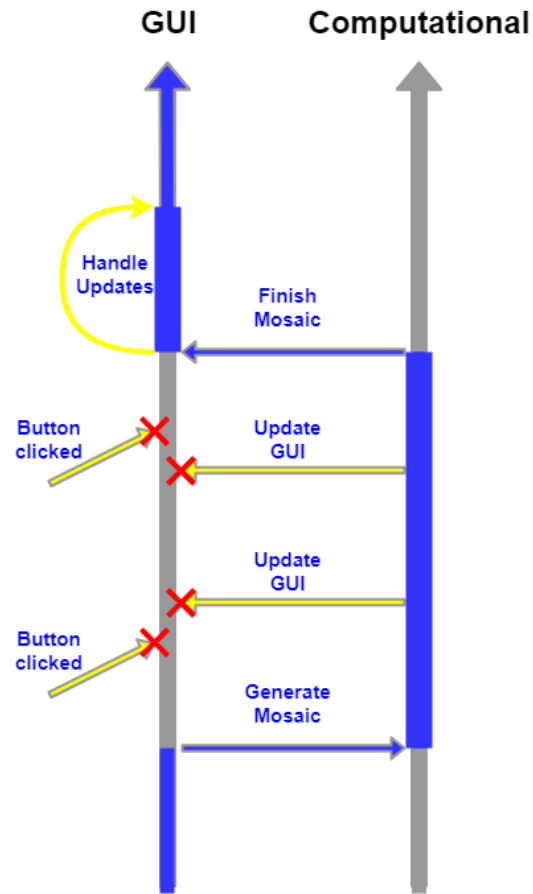 GUI
Computational
Handle
Updates
Finish
Mosaic
Button
clicked
Update
GUI
Update
GUI
Button
clicked
Generate
Mosaic